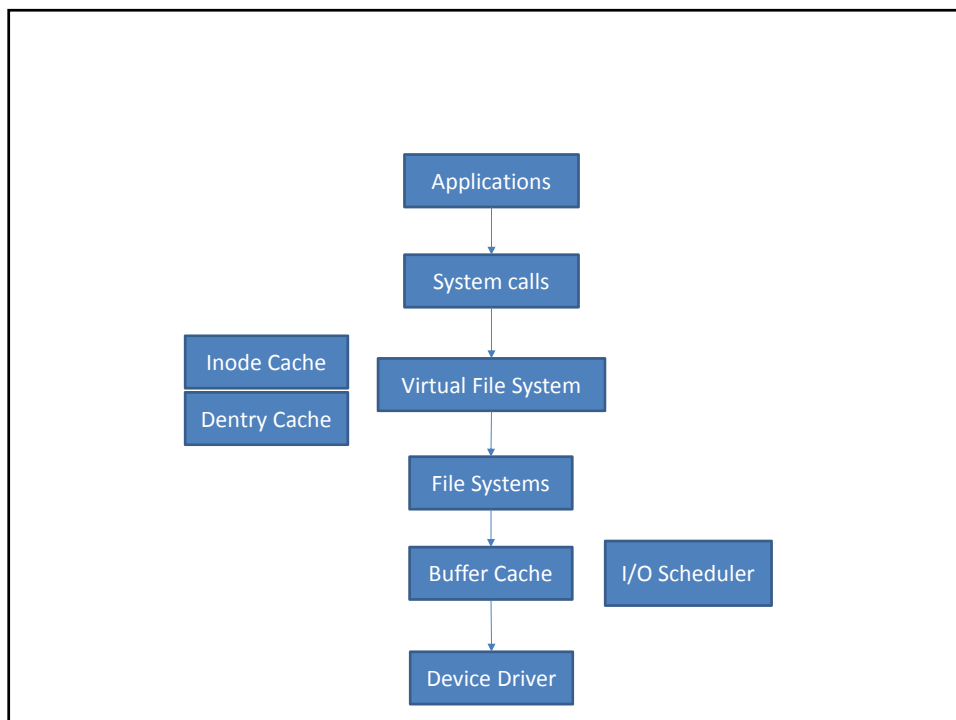 Applications
System calls
Inode Cache
Virtual File System
Dentry Cache
File Systems
Buffer Cache
I/O Scheduler
Device Driver